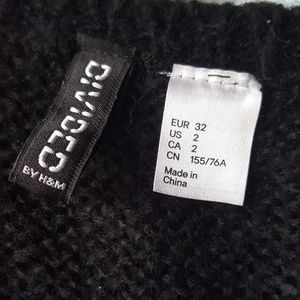 DIVIDED
BY H&M
EUR 32
US 2
CA 2
CN 155/76A
Made in
China